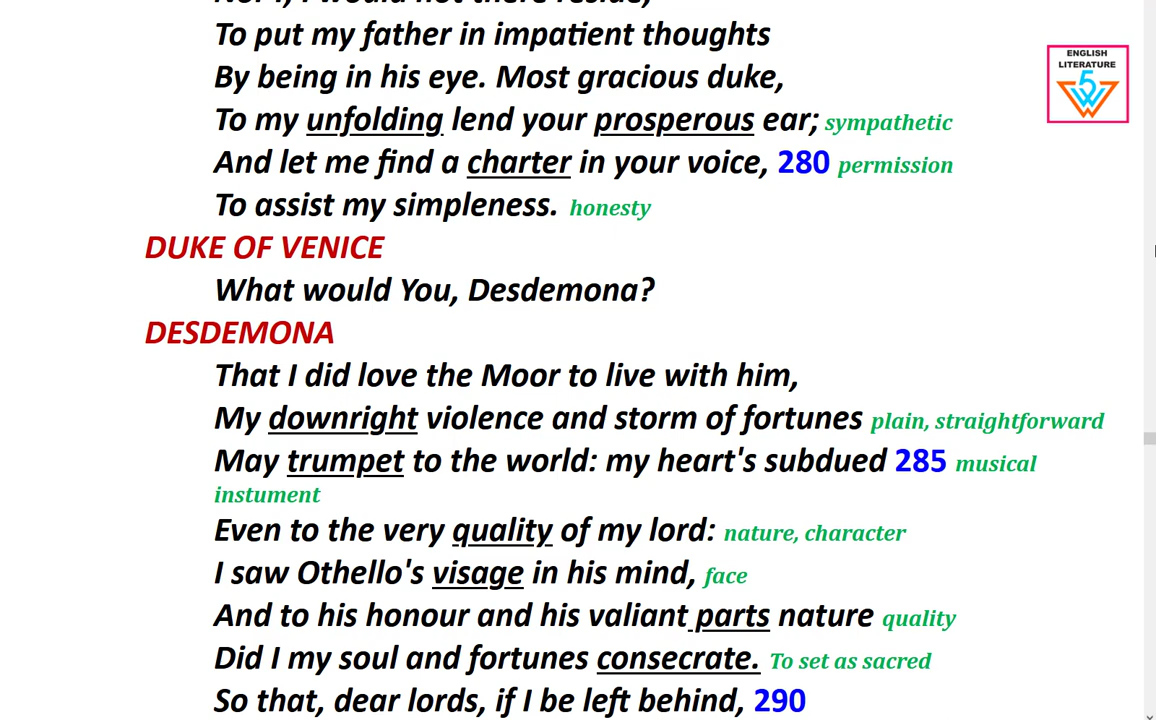 Nor I; I would not there reside,
To put my father in impatient thoughts
By being in his eye. Most gracious duke,
To my unfolding lend your prosperous ear; sympathetic
And let me find a charter in your voice, 280 permission
To assist my simpleness. honesty
DUKE OF VENICE
What would You, Desdemona?
DESDEMONA
That I did love the Moor to live with him,
My downright violence and storm of fortunes plain, straightforward
May trumpet to the world: my heart's subdued 285 musical
instument
Even to the very quality of my lord: nature, character
I saw Othello's visage in his mind, face
And to his honour and his valiant parts nature quality
Did I my soul and fortunes consecrate. To set as sacred
So that, dear lords, if I be left behind, 290
ENGLISH
LITERATURE
5
W